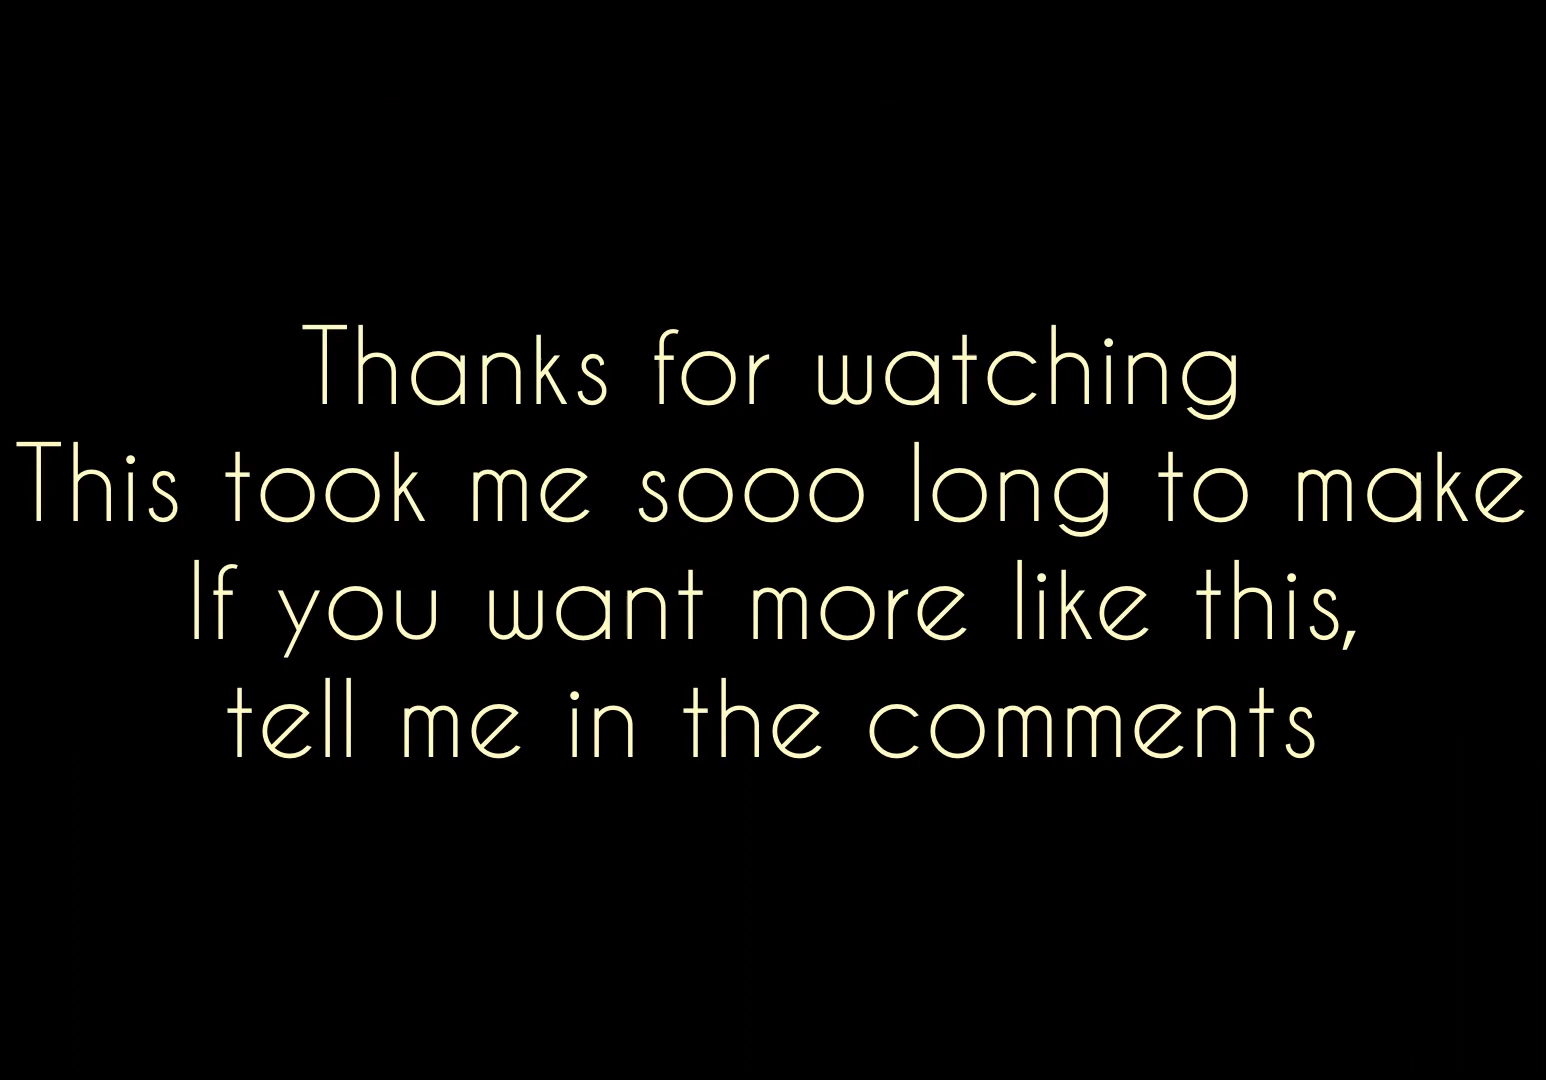 Thanks for watching
This took me sooo long to make
If you want more like this,
tell me in the comments